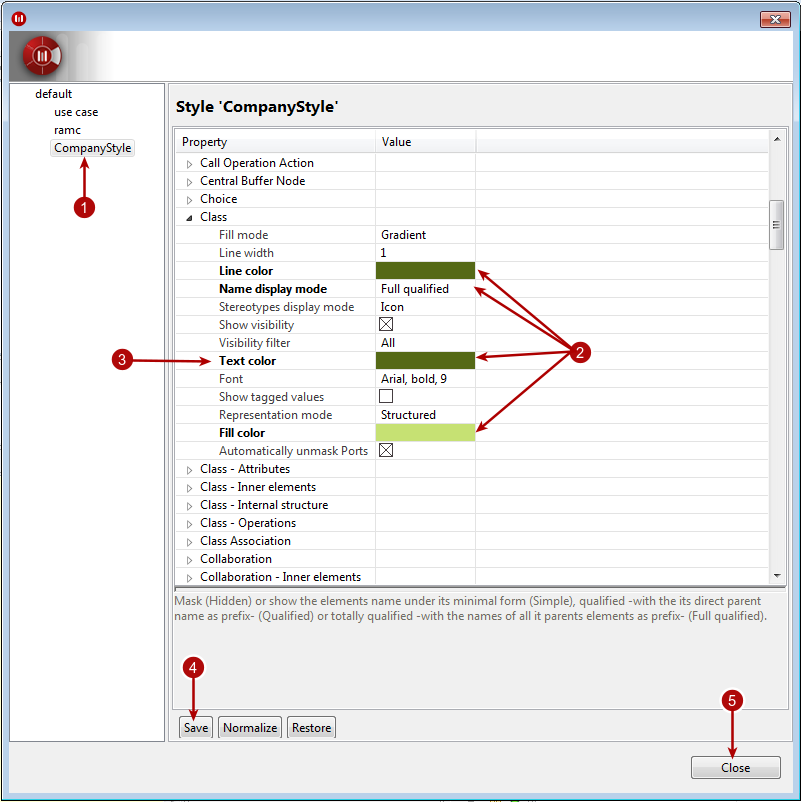 default
use case
ramc
CompanyStyle
1
Style 'CompanyStyle'
Property Value
Call Operation Action
Central Buffer Node
Choice
Class
Fill mode Gradient
Line width 1
Line color
Name display mode Full qualified
Stereotypes display mode Icon
Show visibility
Visibility filter All
2
3
Text color
Font Arial, bold, 9
Show tagged values
Representation mode Structured
Fill color
Automatically unmask Ports
Class - Attributes
Class - Inner elements
Class - Internal structure
Class - Operations
Class Association
Collaboration
Collaboration - Inner elements
Mask (Hidden) or show the elements name under its minimal form (Simple), qualified -with the its direct parent
name as prefix- (Qualified) or totally qualified -with the names of all it parents elements as prefix- (Full qualified).
4
5
Save Normalize Restore
Close